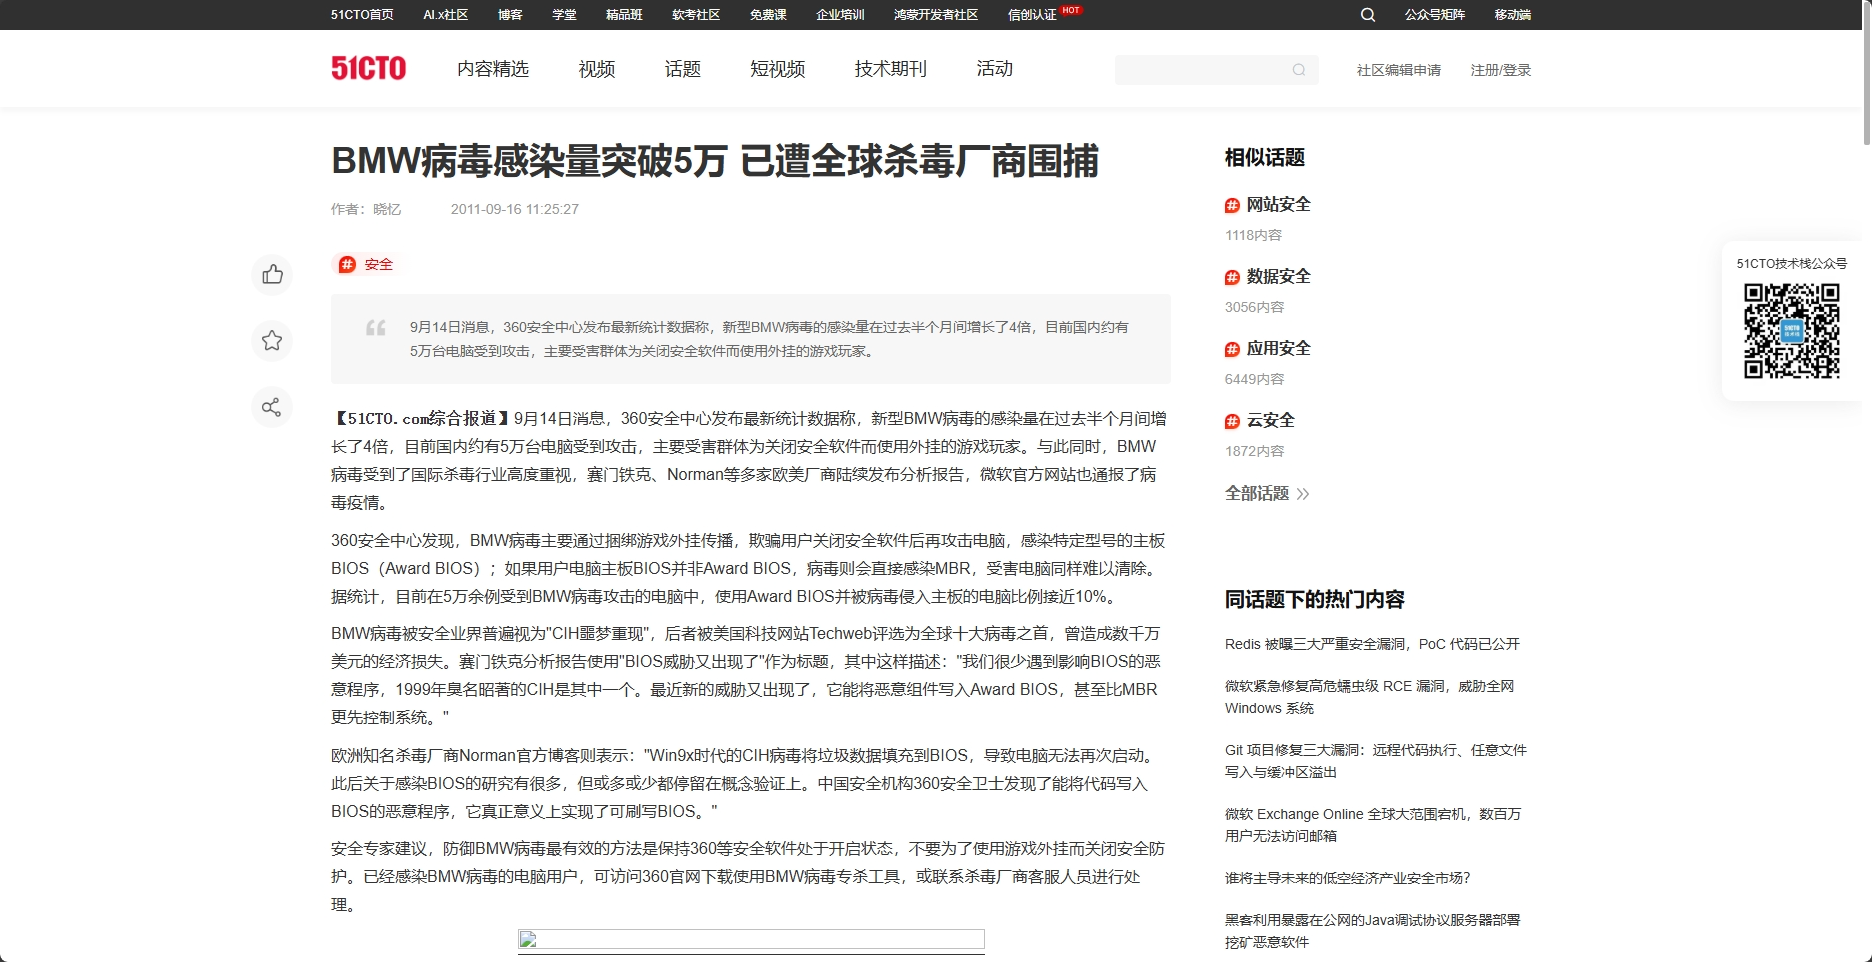 51CTO首页 AI.x社区 博客 学堂 精品班 软考社区 免费课 企业培训 鸿蒙开发者社区 信创认证 HOT 公众号矩阵 移动端
51CTO 内容精选 视频 话题 短视频 技术期刊 活动 社区编辑申请 注册/登录
BMW病毒感染量突破5万 已遭全球杀毒厂商围捕
作者：晓忆 2011-09-16 11:25:27
# 安全
9月14日消息，360安全中心发布最新统计数据称，新型BMW病毒的感染量在过去半个月间增长了4倍，目前国内约有
5万台电脑受到攻击，主要受害群体为关闭安全软件而使用外挂的游戏玩家。
【51CTO.com综合报道】9月14日消息，360安全中心发布最新统计数据称，新型BMW病毒的感染量在过去半个月间增
长了4倍，目前国内约有5万台电脑受到攻击，主要受害群体为关闭安全软件而使用外挂的游戏玩家。与此同时，BMW
病毒受到了国际杀毒行业高度重视，赛门铁克、Norman等多家欧美厂商陆续发布分析报告，微软官方网站也通报了病
毒疫情。
360安全中心发现，BMW病毒主要通过捆绑游戏外挂传播，欺骗用户关闭安全软件后再攻击电脑，感染特定型号的主板
BIOS（Award BIOS）；如果用户电脑主板BIOS并非Award BIOS，病毒则会直接感染MBR，受害电脑同样难以清除。
据统计，目前在5万余例受到BMW病毒攻击的电脑中，使用Award BIOS并被病毒侵入主板的电脑比例接近10%。
BMW病毒被安全业界普遍视为"CIH噩梦重现"，后者被美国科技网站Techweb评选为全球十大病毒之首，曾造成数千万
美元的经济损失。赛门铁克分析报告使用"BIOS威胁又出现了"作为标题，其中这样描述："我们很少遇到影响BIOS的恶
意程序，1999年臭名昭著的CIH是其中一个。最近新的威胁又出现了，它能将恶意组件写入Award BIOS，甚至比MBR
更先控制系统。"
欧洲知名杀毒厂商Norman官方博客则表示："Win9x时代的CIH病毒将垃圾数据填充到BIOS，导致电脑无法再次启动。
此后关于感染BIOS的研究有很多，但或多或少都停留在概念验证上。中国安全机构360安全卫士发现了能将代码写入
BIOS的恶意程序，它真正意义上实现了可刷写BIOS。"
安全专家建议，防御BMW病毒最有效的方法是保持360等安全软件处于开启状态，不要为了使用游戏外挂而关闭安全防
护。已经感染BMW病毒的电脑用户，可访问360官网下载使用BMW病毒专杀工具，或联系杀毒厂商客服人员进行处
理。
相似话题
# 网站安全
1118内容
# 数据安全
3056内容
# 应用安全
6449内容
# 云安全
1872内容
全部话题
同话题下的热门内容
Redis 被曝三大严重安全漏洞，PoC 代码已公开
微软紧急修复高危蠕虫级 RCE 漏洞，威胁全网
Windows 系统
Git 项目修复三大漏洞：远程代码执行、任意文件
写入与缓冲区溢出
微软 Exchange Online 全球大范围宕机，数百万
用户无法访问邮箱
谁将主导未来的低空经济产业安全市场？
黑客利用暴露在公网的Java调试协议服务器部署
挖矿恶意软件
51CTO技术栈公众号
51CTO
技术栈